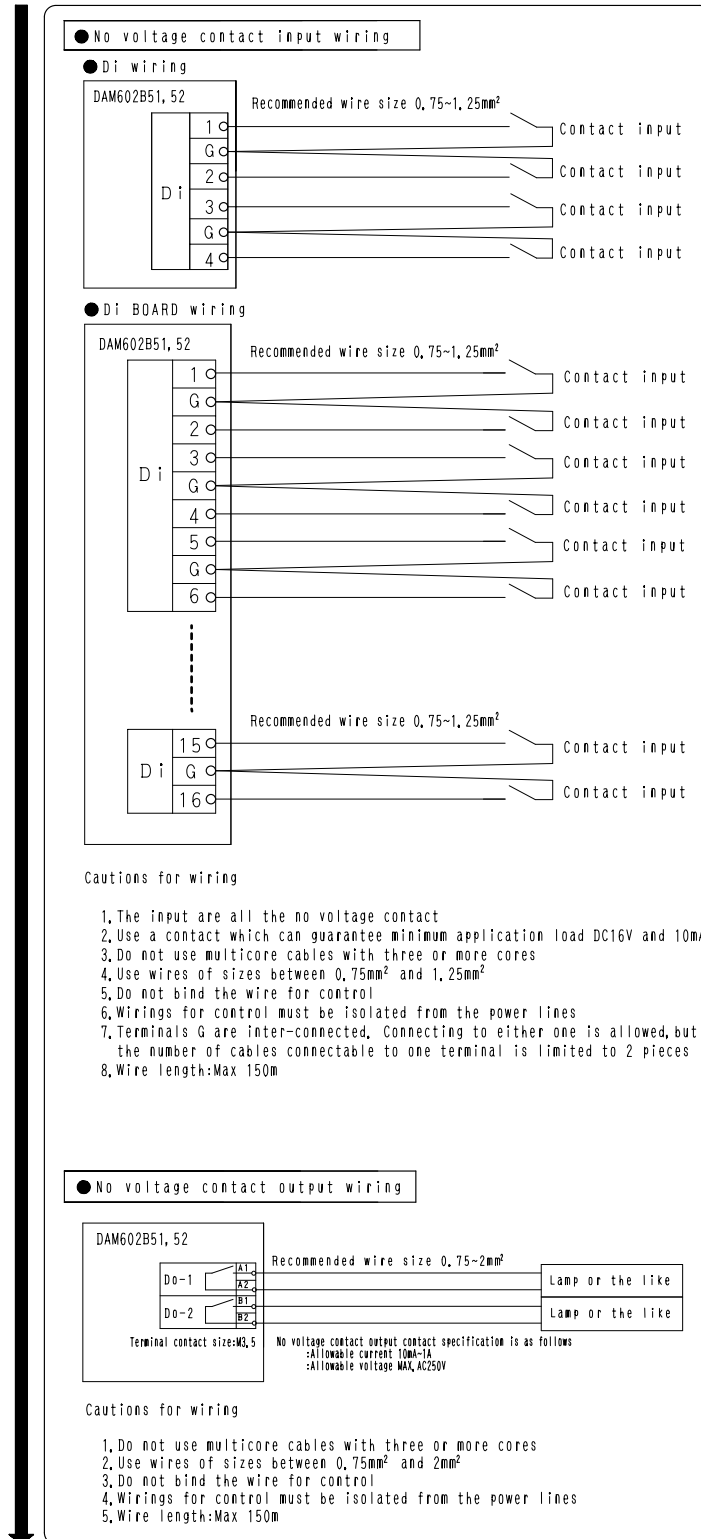 ●No voltage contact input wiring
●Di wiring
DAM602B51,52
Recommended wire size 0.75~1.25mm²
1
Contact input
G
2
Contact input
Di
3
Contact input
G
4
Contact input
●Di BOARD wiring
DAM602B51,52
Recommended wire size 0.75~1.25mm²
1
Contact input
G
2
Contact input
3
Contact input
Di
G
4
Contact input
5
Contact input
G
6
Contact input
Recommended wire size 0.75~1.25mm²
15
Contact input
Di
G
16
Contact input
Cautions for wiring
1.The input are all the no voltage contact
2.Use a contact which can guarantee minimum application load DC16V and 10mA
3.Do not use multicore cables with three or more cores
4.Use wires of sizes between 0.75mm² and 1.25mm²
5.Do not bind the wire for control
6.Wirings for control must be isolated from the power lines
7.Terminals G are inter-connected. Connecting to either one is allowed,but
the number of cables connectable to one terminal is limited to 2 pieces
8.Wire length:Max 150m
●No voltage contact output wiring
DAM602B51,52
Recommended wire size 0.75~2mm²
Do-1
A1
A2
Lamp or the like
Do-2
B1
B2
Lamp or the like
Terminal contact size:M3.5
No voltage contact output contact specification is as follows
:Allowable current 10mA~1A
:Allowable voltage MAX.AC250V
Cautions for wiring
1.Do not use multicore cables with three or more cores
2.Use wires of sizes between 0.75mm² and 2mm²
3.Do not bind the wire for control
4.Wirings for control must be isolated from the power lines
5.Wire length:Max 150m